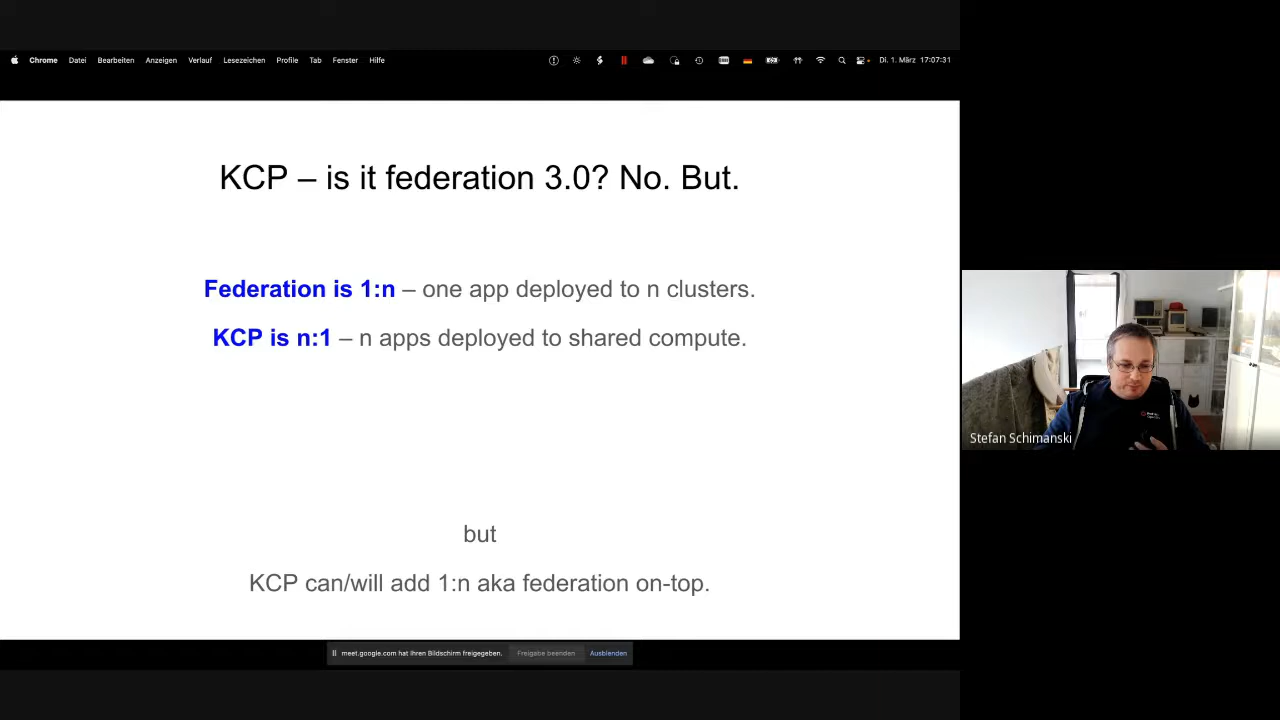 Chrome Datei Bearbeiten Anzeigen Verlauf Lesezeichen Profile Tab Fenster Hilfe Di. 1. März 17:07:31
KCP – is it federation 3.0? No. But.
Federation is 1:n – one app deployed to n clusters.
KCP is n:1 – n apps deployed to shared compute.
but
KCP can/will add 1:n aka federation on-top.
Stefan Schimanski
meet.google.com hat Ihren Bildschirm freigegeben. Freigabe beenden Ausblenden